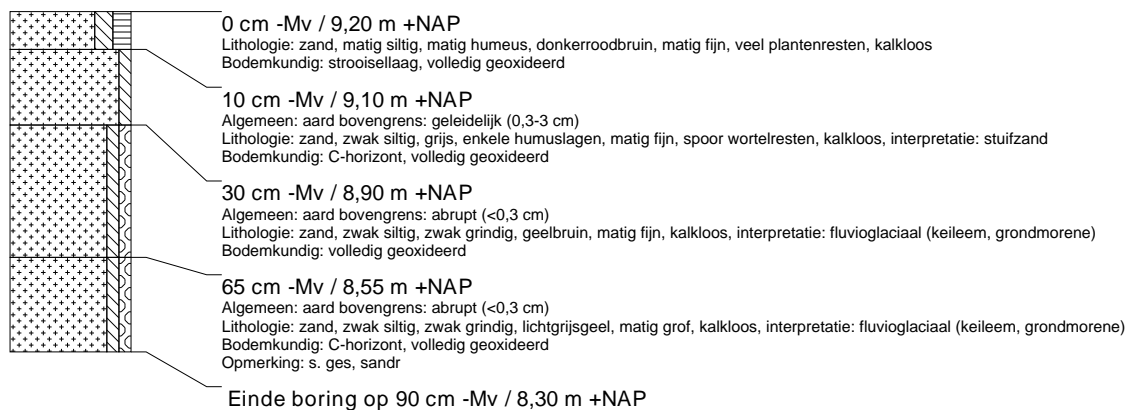 0 cm -Mv / 9,20 m +NAP
Lithologie: zand, matig siltig, matig humeus, donkerroodbruin, matig fijn, veel plantenresten, kalkloos
Bodemkundig: strooisellaag, volledig geoxideerd
10 cm -Mv / 9,10 m +NAP
Algemeen: aard bovengrens: geleidelijk (0,3-3 cm)
Lithologie: zand, zwak siltig, grijs, enkele humuslagen, matig fijn, spoor wortelresten, kalkloos, interpretatie: stuifzand
Bodemkundig: C-horizont, volledig geoxideerd
30 cm -Mv / 8,90 m +NAP
Algemeen: aard bovengrens: abrupt (<0,3 cm)
Lithologie: zand, zwak siltig, zwak grindig, geelbruin, matig fijn, kalkloos, interpretatie: fluvioglaciaal (keileem, grondmorene)
Bodemkundig: volledig geoxideerd
65 cm -Mv / 8,55 m +NAP
Algemeen: aard bovengrens: abrupt (<0,3 cm)
Lithologie: zand, zwak siltig, zwak grindig, lichtgrijsgeel, matig grof, kalkloos, interpretatie: fluvioglaciaal (keileem, grondmorene)
Bodemkundig: C-horizont, volledig geoxideerd
Opmerking: s. ges, sandr
Einde boring op 90 cm -Mv / 8,30 m +NAP